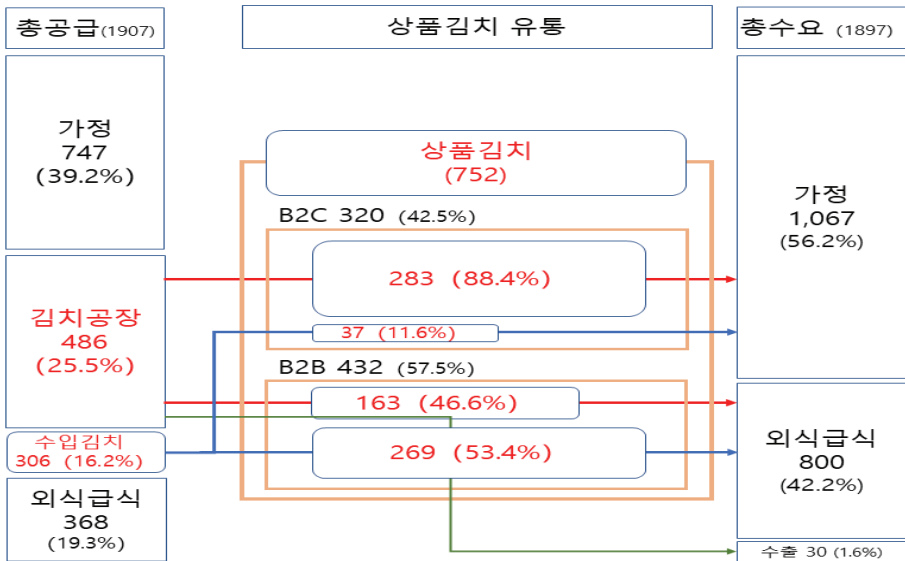 총공급(1907)
상품김치 유통
총수요 (1897)
가정
747
(39.2%)
김치공장
486
(25.5%)
수입김치
306 (16.2%)
외식급식
368
(19.3%)
상품김치
(752)
B2C 320 (42.5%)
283 (88.4%)
37 (11.6%)
B2B 432 (57.5%)
163 (46.6%)
269 (53.4%)
가정
1,067
(56.2%)
외식급식
800
(42.2%)
수출 30 (1.6%)